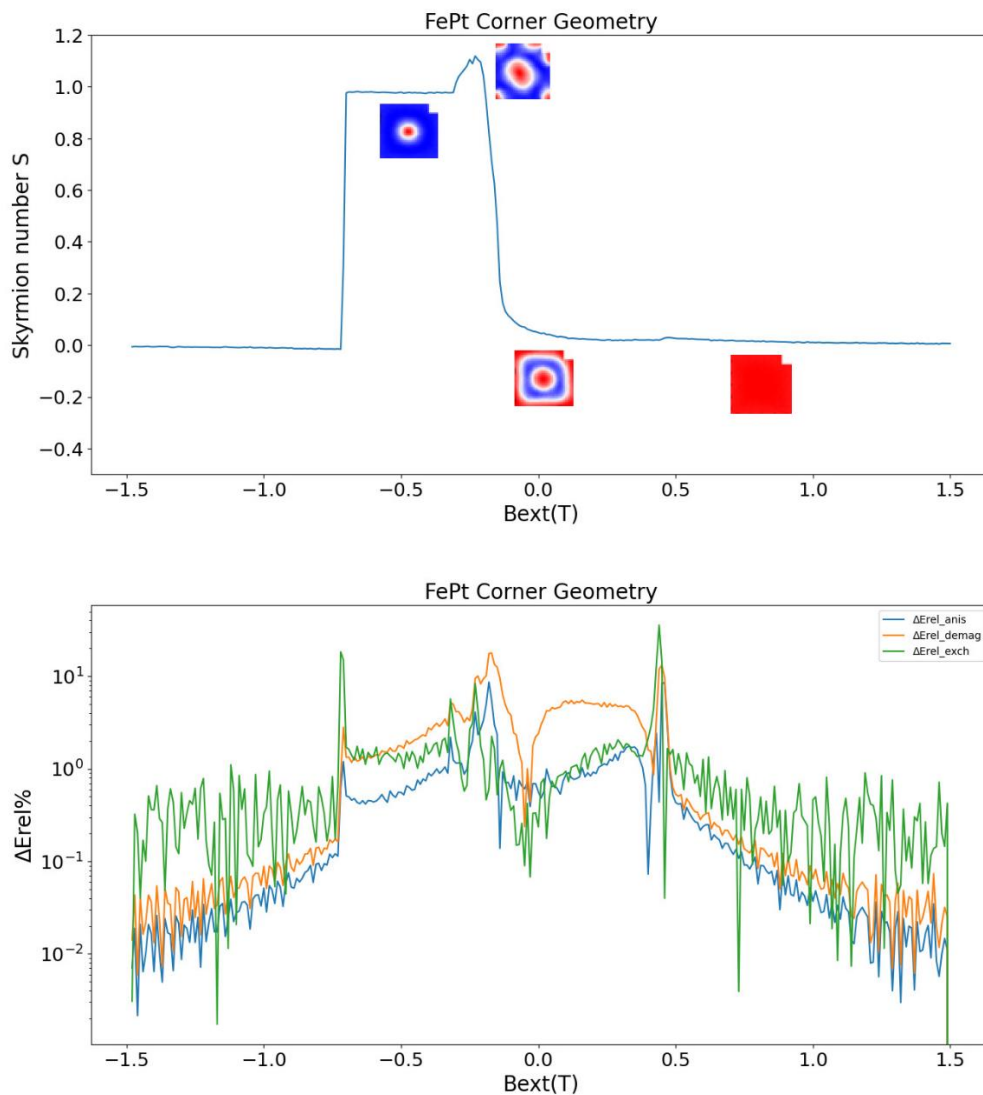 FePt Corner Geometry
1.2
1.0
0.8
0.6
0.4
0.2
0.0
−0.2
−0.4
Skyrmion number S
−1.5 −1.0 −0.5 0.0 0.5 1.0 1.5
Bext(T)
FePt Corner Geometry
ΔErel_anis
ΔErel_demag
ΔErel_exch
10¹
10⁰
10⁻¹
10⁻²
ΔErel%
−1.5 −1.0 −0.5 0.0 0.5 1.0 1.5
Bext(T)